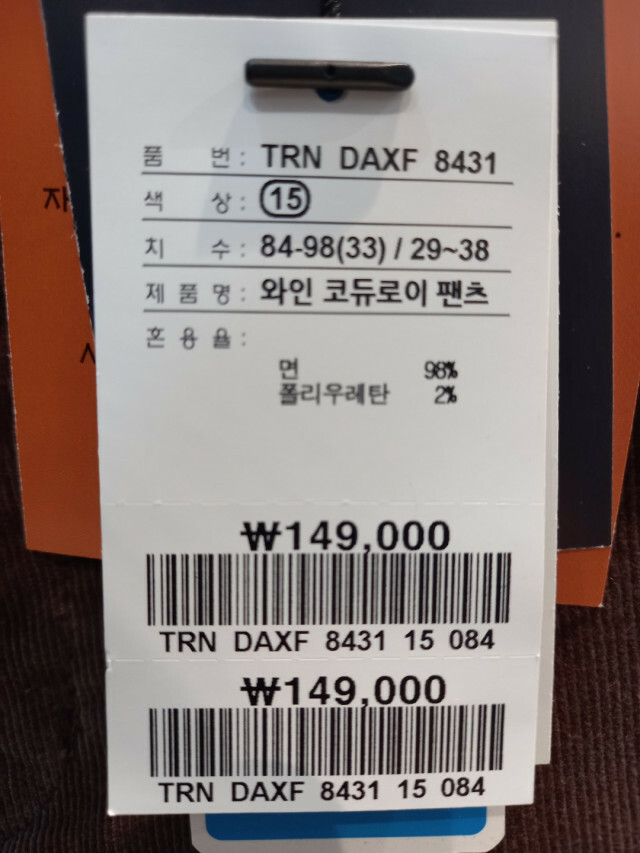 품 번 : TRN DAXF 8431
색 상 : 15
치 수 : 84-98(33) / 29~38
제 품 명 : 와인 코듀로이 팬츠
혼 용 율 :
면 98%
폴리우레탄 2%
₩149,000
TRN DAXF 8431 15 084
₩149,000
TRN DAXF 8431 15 084